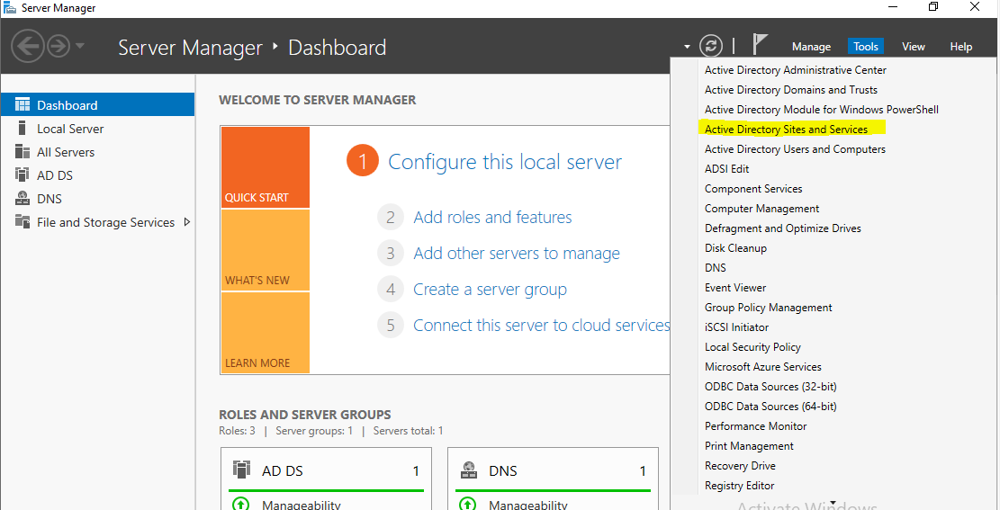 Server Manager
Server Manager ‣ Dashboard
Manage Tools View Help
Dashboard
Local Server
All Servers
AD DS
DNS
File and Storage Services
WELCOME TO SERVER MANAGER
QUICK START
WHAT'S NEW
LEARN MORE
1 Configure this local server
2 Add roles and features
3 Add other servers to manage
4 Create a server group
5 Connect this server to cloud services
ROLES AND SERVER GROUPS
Roles: 3 | Server groups: 1 | Servers total: 1
AD DS 1
Manageability
DNS 1
Manageability
Active Directory Administrative Center
Active Directory Domains and Trusts
Active Directory Module for Windows PowerShell
Active Directory Sites and Services
Active Directory Users and Computers
ADSI Edit
Component Services
Computer Management
Defragment and Optimize Drives
Disk Cleanup
DNS
Event Viewer
Group Policy Management
iSCSI Initiator
Local Security Policy
Microsoft Azure Services
ODBC Data Sources (32-bit)
ODBC Data Sources (64-bit)
Performance Monitor
Print Management
Recovery Drive
Registry Editor
Activate Windows